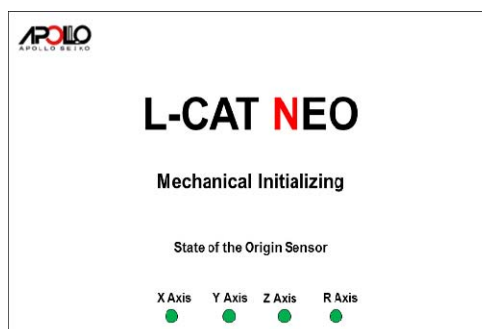 APOLLO
APOLLO SEIKO
L-CAT NEO
Mechanical Initializing
State of the Origin Sensor
X Axis Y Axis Z Axis R Axis